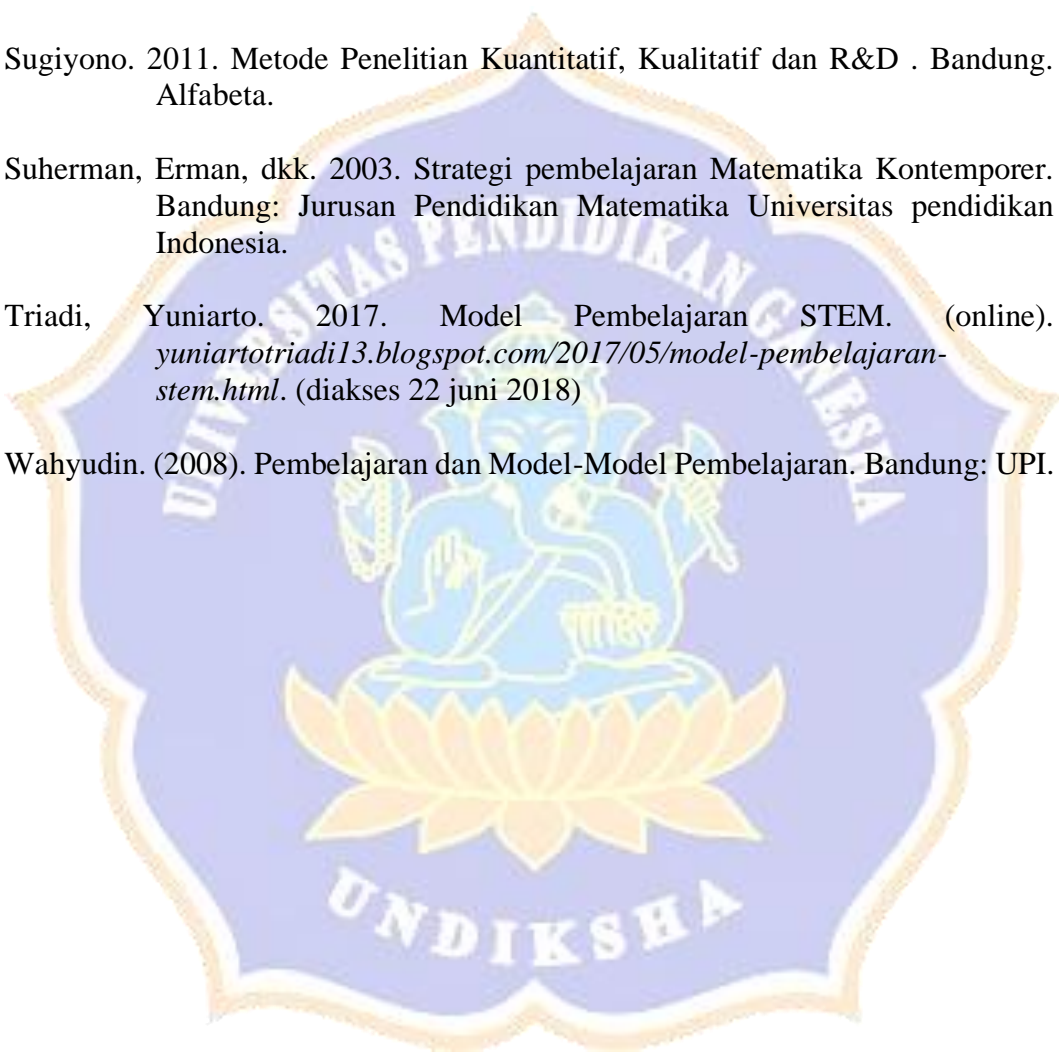 Sugiyono. 2011. Metode Penelitian Kuantitatif, Kualitatif dan R&D . Bandung.
Alfabeta.
Suherman, Erman, dkk. 2003. Strategi pembelajaran Matematika Kontemporer.
Bandung: Jurusan Pendidikan Matematika Universitas pendidikan
Indonesia.
Triadi, Yuniarto. 2017. Model Pembelajaran STEM. (online).
yuniartotriadi13.blogspot.com/2017/05/model-pembelajaran-
stem.html. (diakses 22 juni 2018)
Wahyudin. (2008). Pembelajaran dan Model-Model Pembelajaran. Bandung: UPI.
UNIVERSITAS PENDIDIKAN GANESHA
UNDIKSHA